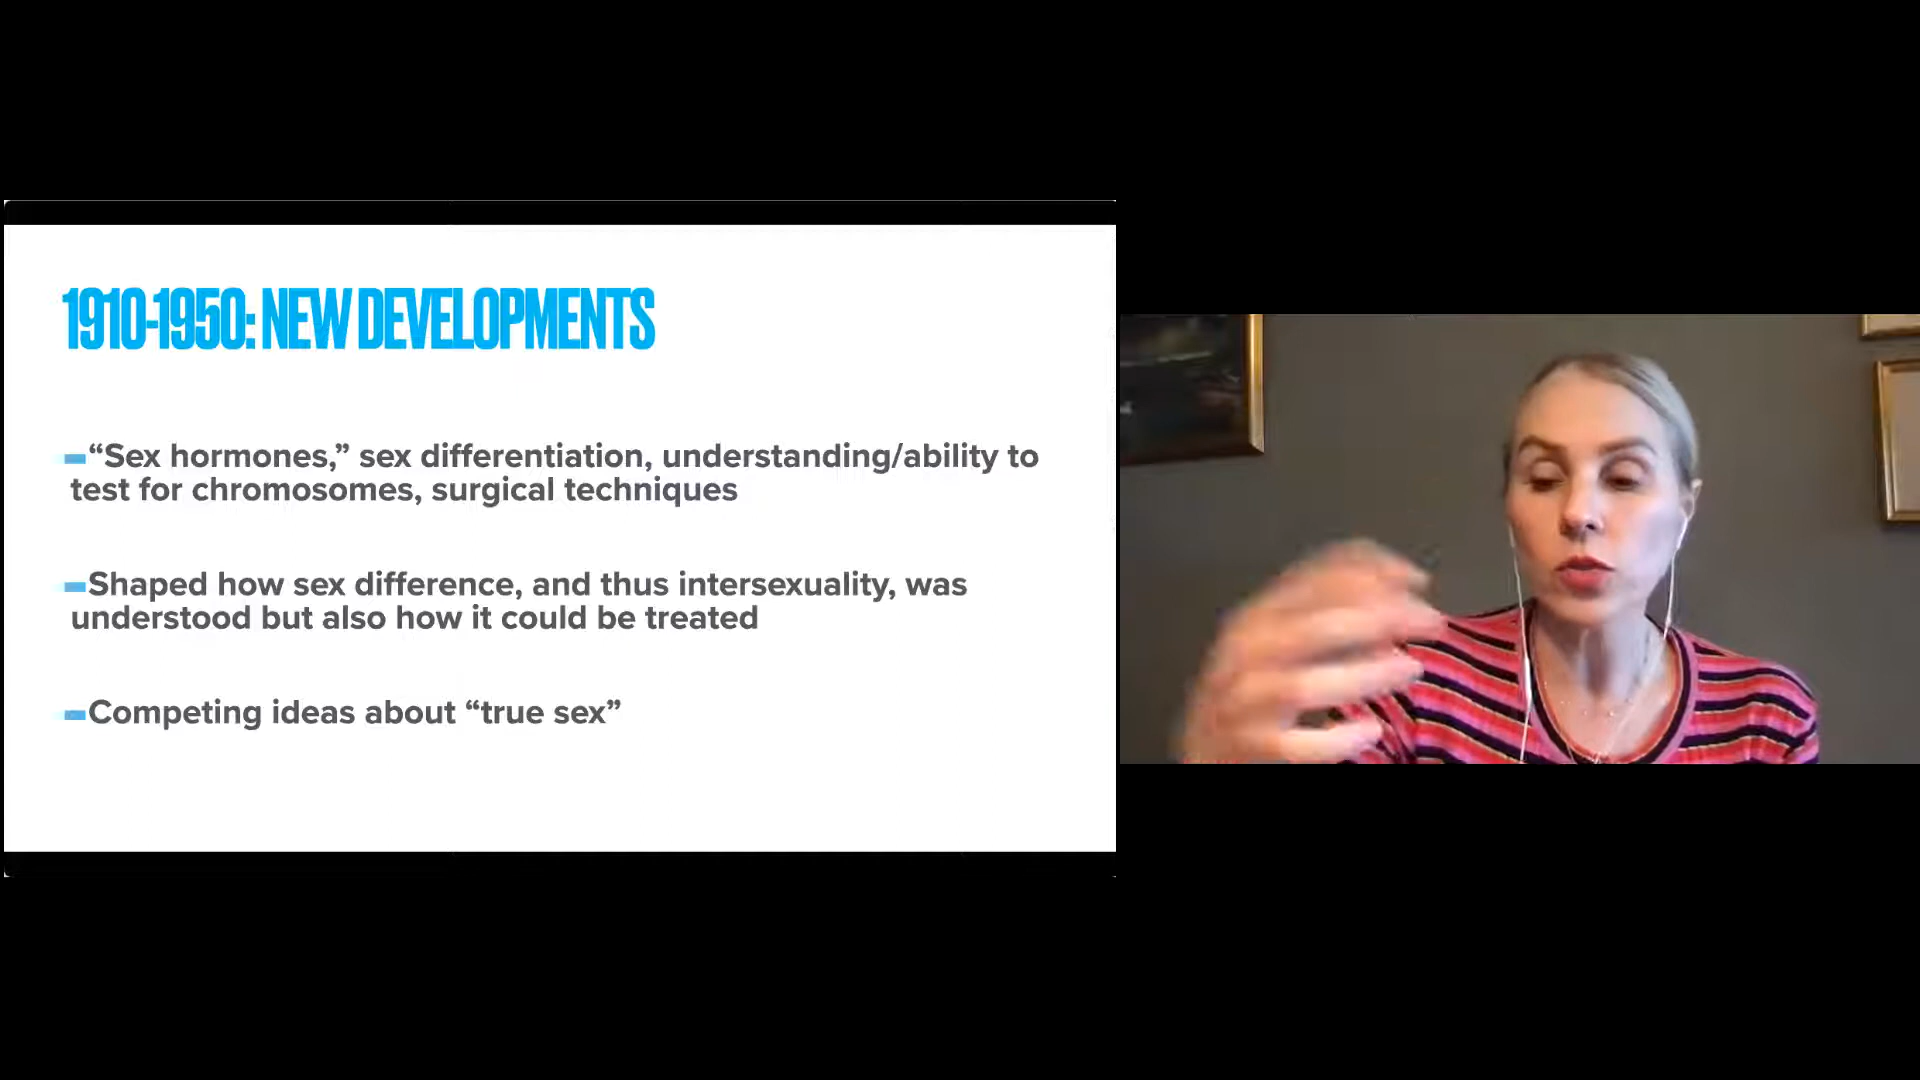 1910-1950: NEW DEVELOPMENTS
“Sex hormones,” sex differentiation, understanding/ability to
test for chromosomes, surgical techniques
Shaped how sex difference, and thus intersexuality, was
understood but also how it could be treated
Competing ideas about “true sex”